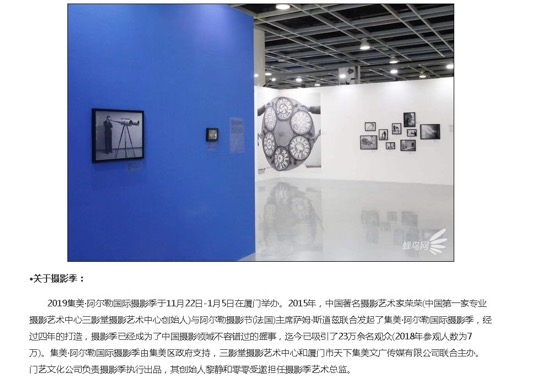 蜂鸟网
•关于摄影季：
2019集美·阿尔勒国际摄影季于11月22日-1月5日在厦门举办。2015年，中国著名摄影艺术家荣荣(中国第一家专业
摄影艺术中心三影堂摄影艺术中心创始人)与阿尔勒摄影节(法国)主席萨姆·斯道兹联合发起了集美·阿尔勒国际摄影季，经
过四年的打造，摄影季已经成为了中国摄影领域不容错过的盛事，迄今已吸引了23万余名观众(2018年参观人数为7
万)。集美·阿尔勒国际摄影季由集美区政府支持，三影堂摄影艺术中心和厦门市天下集美文广传媒有限公司联合主办。
门艺文化公司负责摄影季执行出品，其创始人黎静和零零受邀担任摄影季艺术总监。